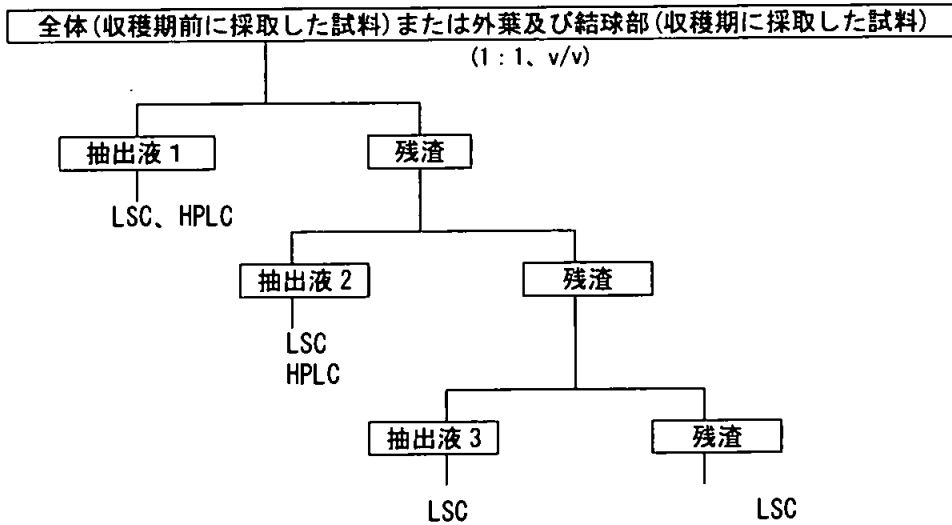 全体(収穫期前に採取した試料)または外葉及び結球部(収穫期に採取した試料)
(1:1、v/v)
抽出液1
残渣
LSC、HPLC
抽出液2
残渣
LSC
HPLC
抽出液3
残渣
LSC
LSC